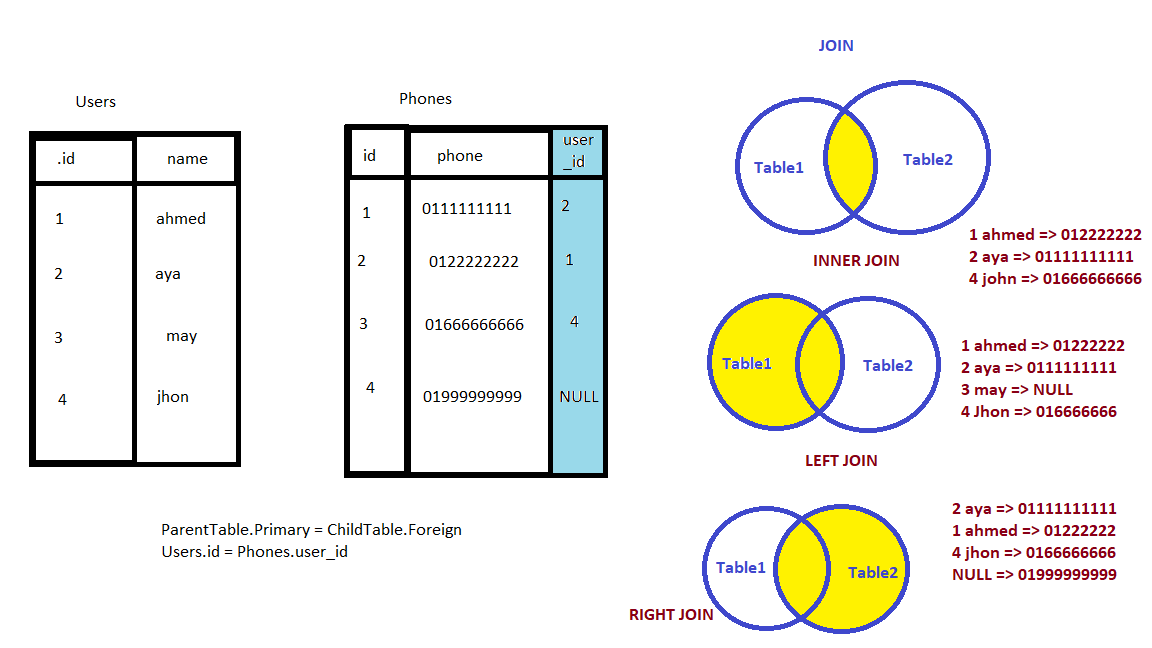 Users
.id name
1 ahmed
2 aya
3 may
4 jhon
Phones
id phone user
_id
1 0111111111 2
2 0122222222 1
3 01666666666 4
4 01999999999 NULL
ParentTable.Primary = ChildTable.Foreign
Users.id = Phones.user_id
JOIN
Table1 Table2
INNER JOIN
1 ahmed => 012222222
2 aya => 01111111111
4 john => 01666666666
Table1 Table2
LEFT JOIN
1 ahmed => 01222222
2 aya => 0111111111
3 may => NULL
4 Jhon => 016666666
Table1 Table2
RIGHT JOIN
2 aya => 01111111111
1 ahmed => 01222222
4 jhon => 0166666666
NULL => 01999999999